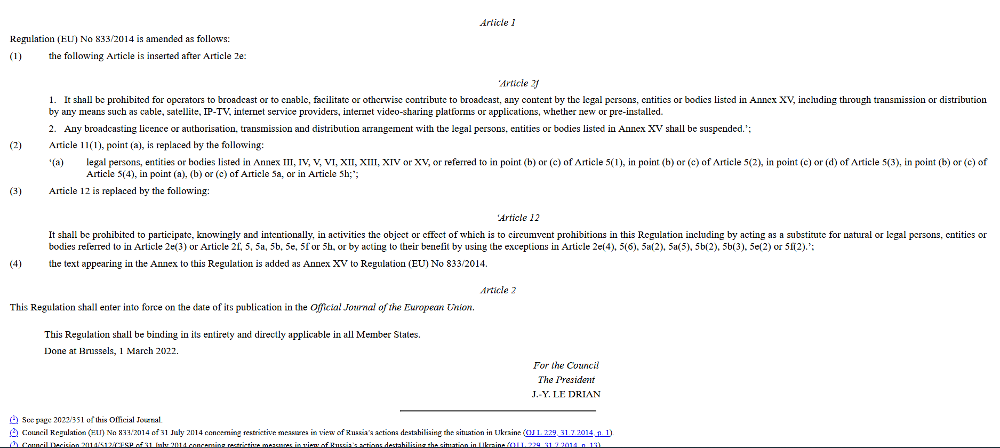 Article 1
Regulation (EU) No 833/2014 is amended as follows:
(1) the following Article is inserted after Article 2e:
‘Article 2f
1. It shall be prohibited for operators to broadcast or to enable, facilitate or otherwise contribute to broadcast, any content by the legal persons, entities or bodies listed in Annex XV, including through transmission or distribution
by any means such as cable, satellite, IP-TV, internet service providers, internet video-sharing platforms or applications, whether new or pre-installed.
2. Any broadcasting licence or authorisation, transmission and distribution arrangement with the legal persons, entities or bodies listed in Annex XV shall be suspended.’;
(2) Article 11(1), point (a), is replaced by the following:
‘(a) legal persons, entities or bodies listed in Annex III, IV, V, VI, XII, XIII, XIV or XV, or referred to in point (b) or (c) of Article 5(1), in point (b) or (c) of Article 5(2), in point (c) or (d) of Article 5(3), in point (b) or (c) of
Article 5(4), in point (a), (b) or (c) of Article 5a, or in Article 5h;’;
(3) Article 12 is replaced by the following:
‘Article 12
It shall be prohibited to participate, knowingly and intentionally, in activities the object or effect of which is to circumvent prohibitions in this Regulation including by acting as a substitute for natural or legal persons, entities or
bodies referred to in Article 2e(3) or Article 2f, 5, 5a, 5b, 5e, 5f or 5h, or by acting to their benefit by using the exceptions in Article 2e(4), 5(6), 5a(2), 5a(5), 5b(2), 5b(3), 5e(2) or 5f(2).’;
(4) the text appearing in the Annex to this Regulation is added as Annex XV to Regulation (EU) No 833/2014.
Article 2
This Regulation shall enter into force on the date of its publication in the Official Journal of the European Union.
This Regulation shall be binding in its entirety and directly applicable in all Member States.
Done at Brussels, 1 March 2022.
For the Council
The President
J.-Y. LE DRIAN
(1) See page 2022/351 of this Official Journal.
(2) Council Regulation (EU) No 833/2014 of 31 July 2014 concerning restrictive measures in view of Russia’s actions destabilising the situation in Ukraine (OJ L 229, 31.7.2014, p. 1).
(3) Council Decision 2014/512/CFSP of 31 July 2014 concerning restrictive measures in view of Russia’s actions destabilising the situation in Ukraine (OJ L 229, 31.7.2014, p. 13)